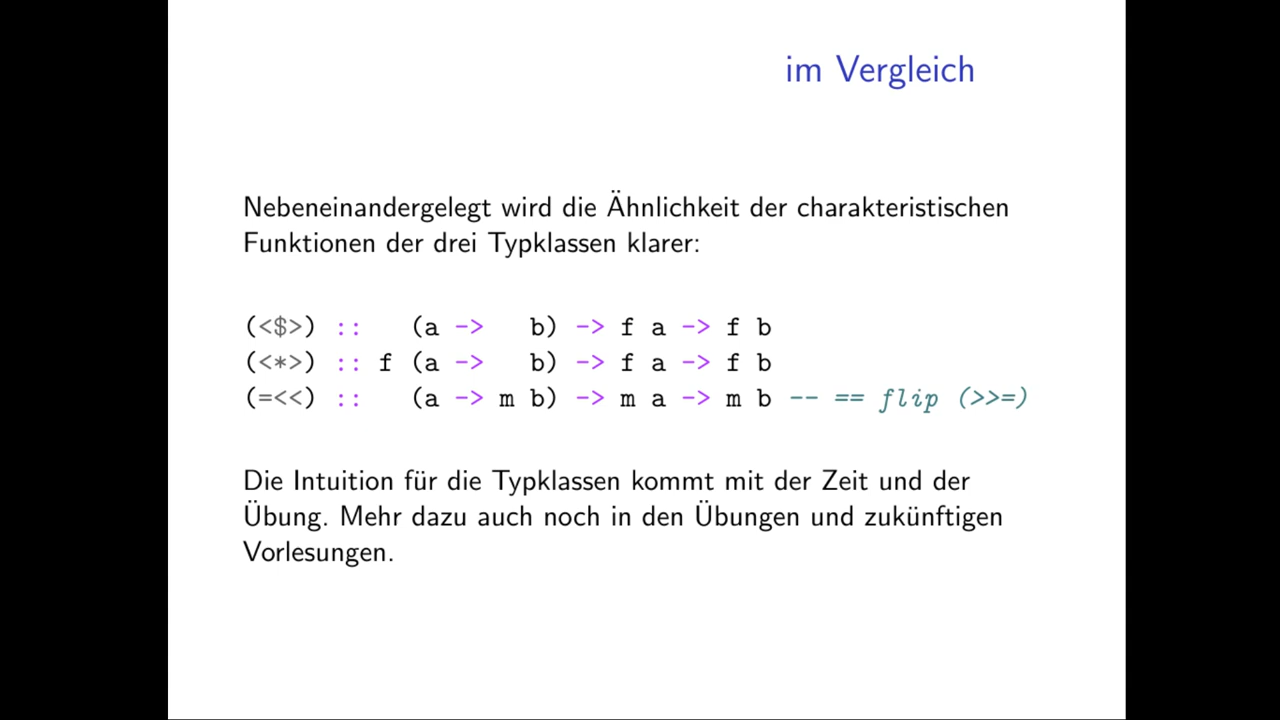 im Vergleich
Nebeneinandergelegt wird die Ähnlichkeit der charakteristischen
Funktionen der drei Typklassen klarer:
(<$>) ::   (a ->   b) -> f a -> f b
(<*>) :: f (a ->   b) -> f a -> f b
(=<<) ::   (a -> m b) -> m a -> m b -- == flip (>>=)
Die Intuition für die Typklassen kommt mit der Zeit und der
Übung. Mehr dazu auch noch in den Übungen und zukünftigen
Vorlesungen.